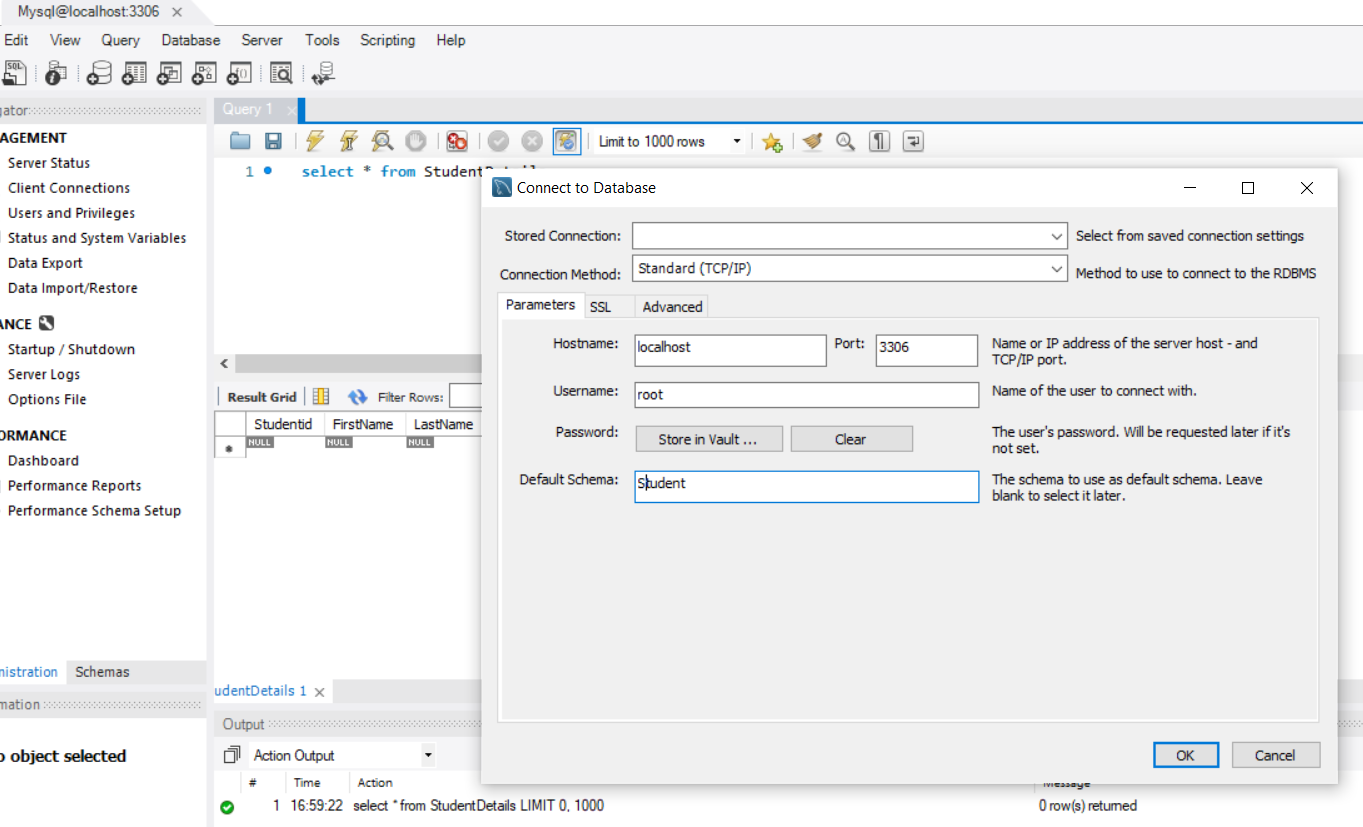 Mysql@localhost:3306
Edit View Query Database Server Tools Scripting Help
SQL
gator
Query 1
AGEMENT
Server Status
Client Connections
Users and Privileges
Status and System Variables
Data Export
Data Import/Restore
ANCE
Startup / Shutdown
Server Logs
Options File
ORMANCE
Dashboard
Performance Reports
Performance Schema Setup
nistration Schemas
mation
o object selected
Limit to 1000 rows
1 select * from StudentDetails
Result Grid Filter Rows:
Studentid FirstName LastName
NULL NULL NULL
udentDetails 1
Output
Action Output
# Time Action Message
1 16:59:22 select * from StudentDetails LIMIT 0, 1000 0 row(s) returned
Connect to Database
Stored Connection: Select from saved connection settings
Connection Method: Standard (TCP/IP) Method to use to connect to the RDBMS
Parameters SSL Advanced
Hostname: localhost Port: 3306 Name or IP address of the server host - and
TCP/IP port.
Username: root Name of the user to connect with.
Password: Store in Vault ... Clear The user's password. Will be requested later if it's
not set.
Default Schema: Student The schema to use as default schema. Leave
blank to select it later.
OK Cancel